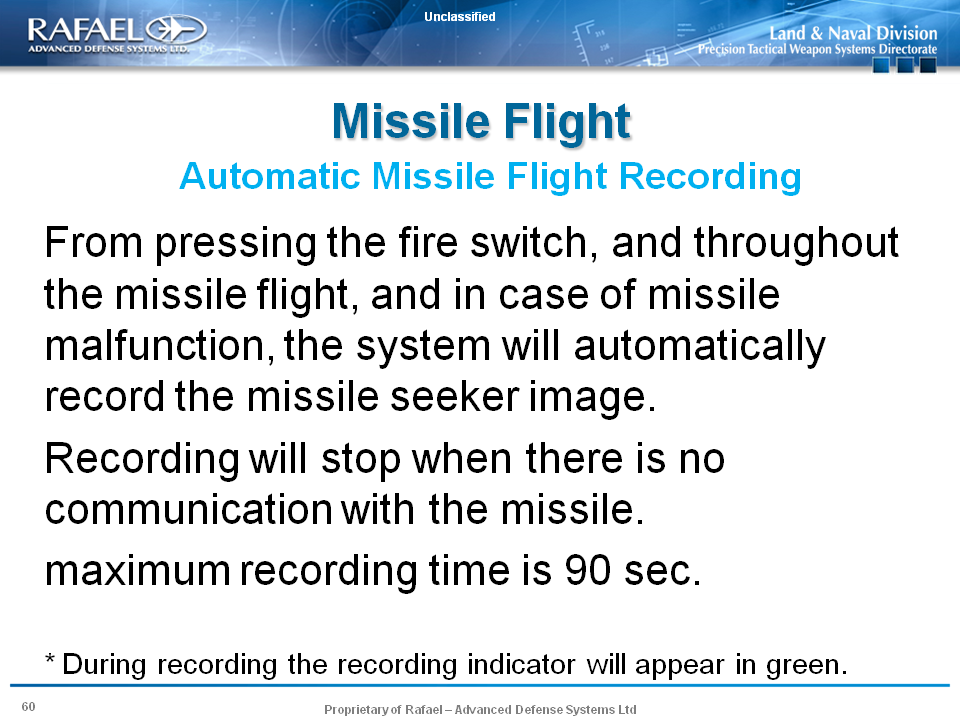 Unclassified
RAFAEL
ADVANCED DEFENSE SYSTEMS LTD.
Land & Naval Division
Precision Tactical Weapon Systems Directorate
Missile Flight
Automatic Missile Flight Recording
From pressing the fire switch, and throughout
the missile flight, and in case of missile
malfunction, the system will automatically
record the missile seeker image.
Recording will stop when there is no
communication with the missile.
maximum recording time is 90 sec.
* During recording the recording indicator will appear in green.
60
Proprietary of Rafael – Advanced Defense Systems Ltd